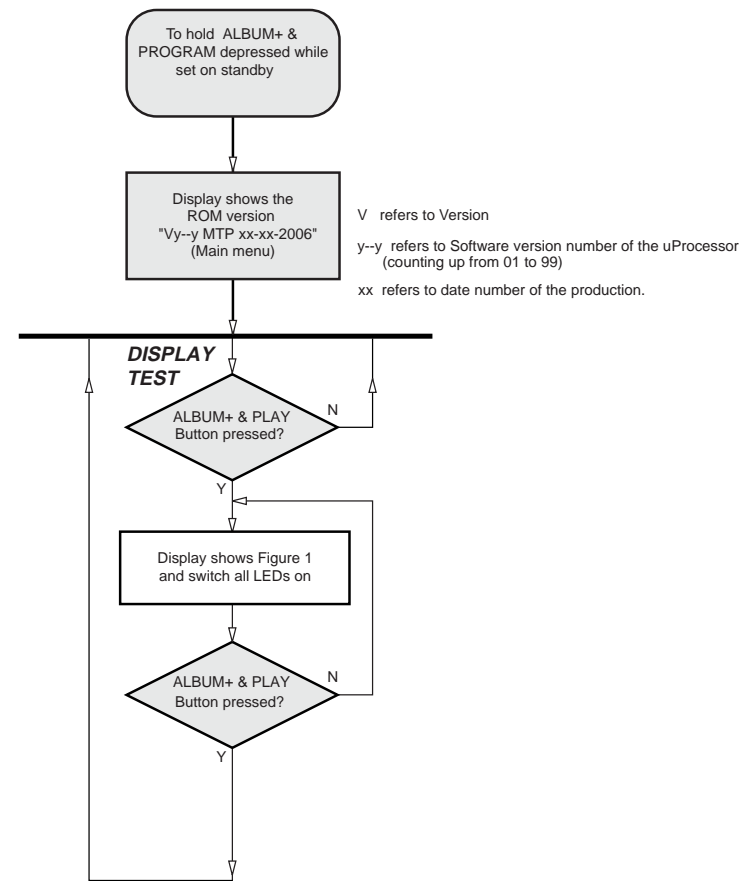 To hold ALBUM+ &
PROGRAM depressed while
set on standby
Display shows the
ROM version
"Vy--y MTP xx-xx-2006"
(Main menu)
V refers to Version
y--y refers to Software version number of the uProcessor
(counting up from 01 to 99)
xx refers to date number of the production.
DISPLAY
TEST
ALBUM+ & PLAY
Button pressed?
N
Y
Display shows Figure 1
and switch all LEDs on
ALBUM+ & PLAY
Button pressed?
N
Y